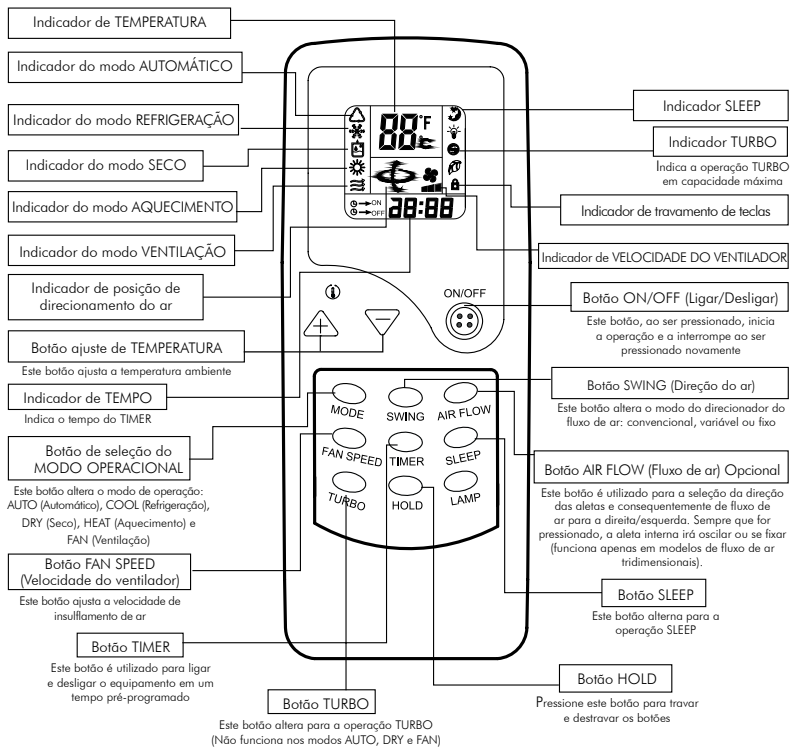 Indicador de TEMPERATURA
Indicador do modo AUTOMÁTICO
Indicador do modo REFRIGERAÇÃO
Indicador do modo SECO
Indicador do modo AQUECIMENTO
Indicador do modo VENTILAÇÃO
Indicador de posição de
direcionamento do ar
Botão ajuste de TEMPERATURA
Este botão ajusta a temperatura ambiente
Indicador de TEMPO
Indica o tempo do TIMER
Botão de seleção do
MODO OPERACIONAL
Este botão altera o modo de operação:
AUTO (Automático), COOL (Refrigeração),
DRY (Seco), HEAT (Aquecimento) e
FAN (Ventilação)
Botão FAN SPEED
(Velocidade do ventilador)
Este botão ajusta a velocidade de
insulflamento de ar
Botão TIMER
Este botão é utilizado para ligar
e desligar o equipamento em um
tempo pré-programado
Botão TURBO
Este botão altera para a operação TURBO
(Não funciona nos modos AUTO, DRY e FAN)
88°F
ON
OFF
28:88
ON/OFF
MODE
SWING
AIR FLOW
FAN SPEED
TIMER
SLEEP
TURBO
HOLD
LAMP
Indicador SLEEP
Indicador TURBO
Indica a operação TURBO
em capacidade máxima
Indicador de travamento de teclas
Indicador de VELOCIDADE DO VENTILADOR
Botão ON/OFF (Ligar/Desligar)
Este botão, ao ser pressionado, inicia
a operação e a interrompe ao ser
pressionado novamente
Botão SWING (Direção do ar)
Este botão altera o modo do direcionador do
fluxo de ar: convencional, variável ou fixo
Botão AIR FLOW (Fluxo de ar) Opcional
Este botão é utilizado para a seleção da direção
das aletas e consequentemente de fluxo de
ar para a direita/esquerda. Sempre que for
pressionado, a aleta interna irá oscilar ou se fixar
(funciona apenas em modelos de fluxo de ar
tridimensionais).
Botão SLEEP
Este botão alterna para a
operação SLEEP
Botão HOLD
Pressione este botão para travar
e destravar os botões